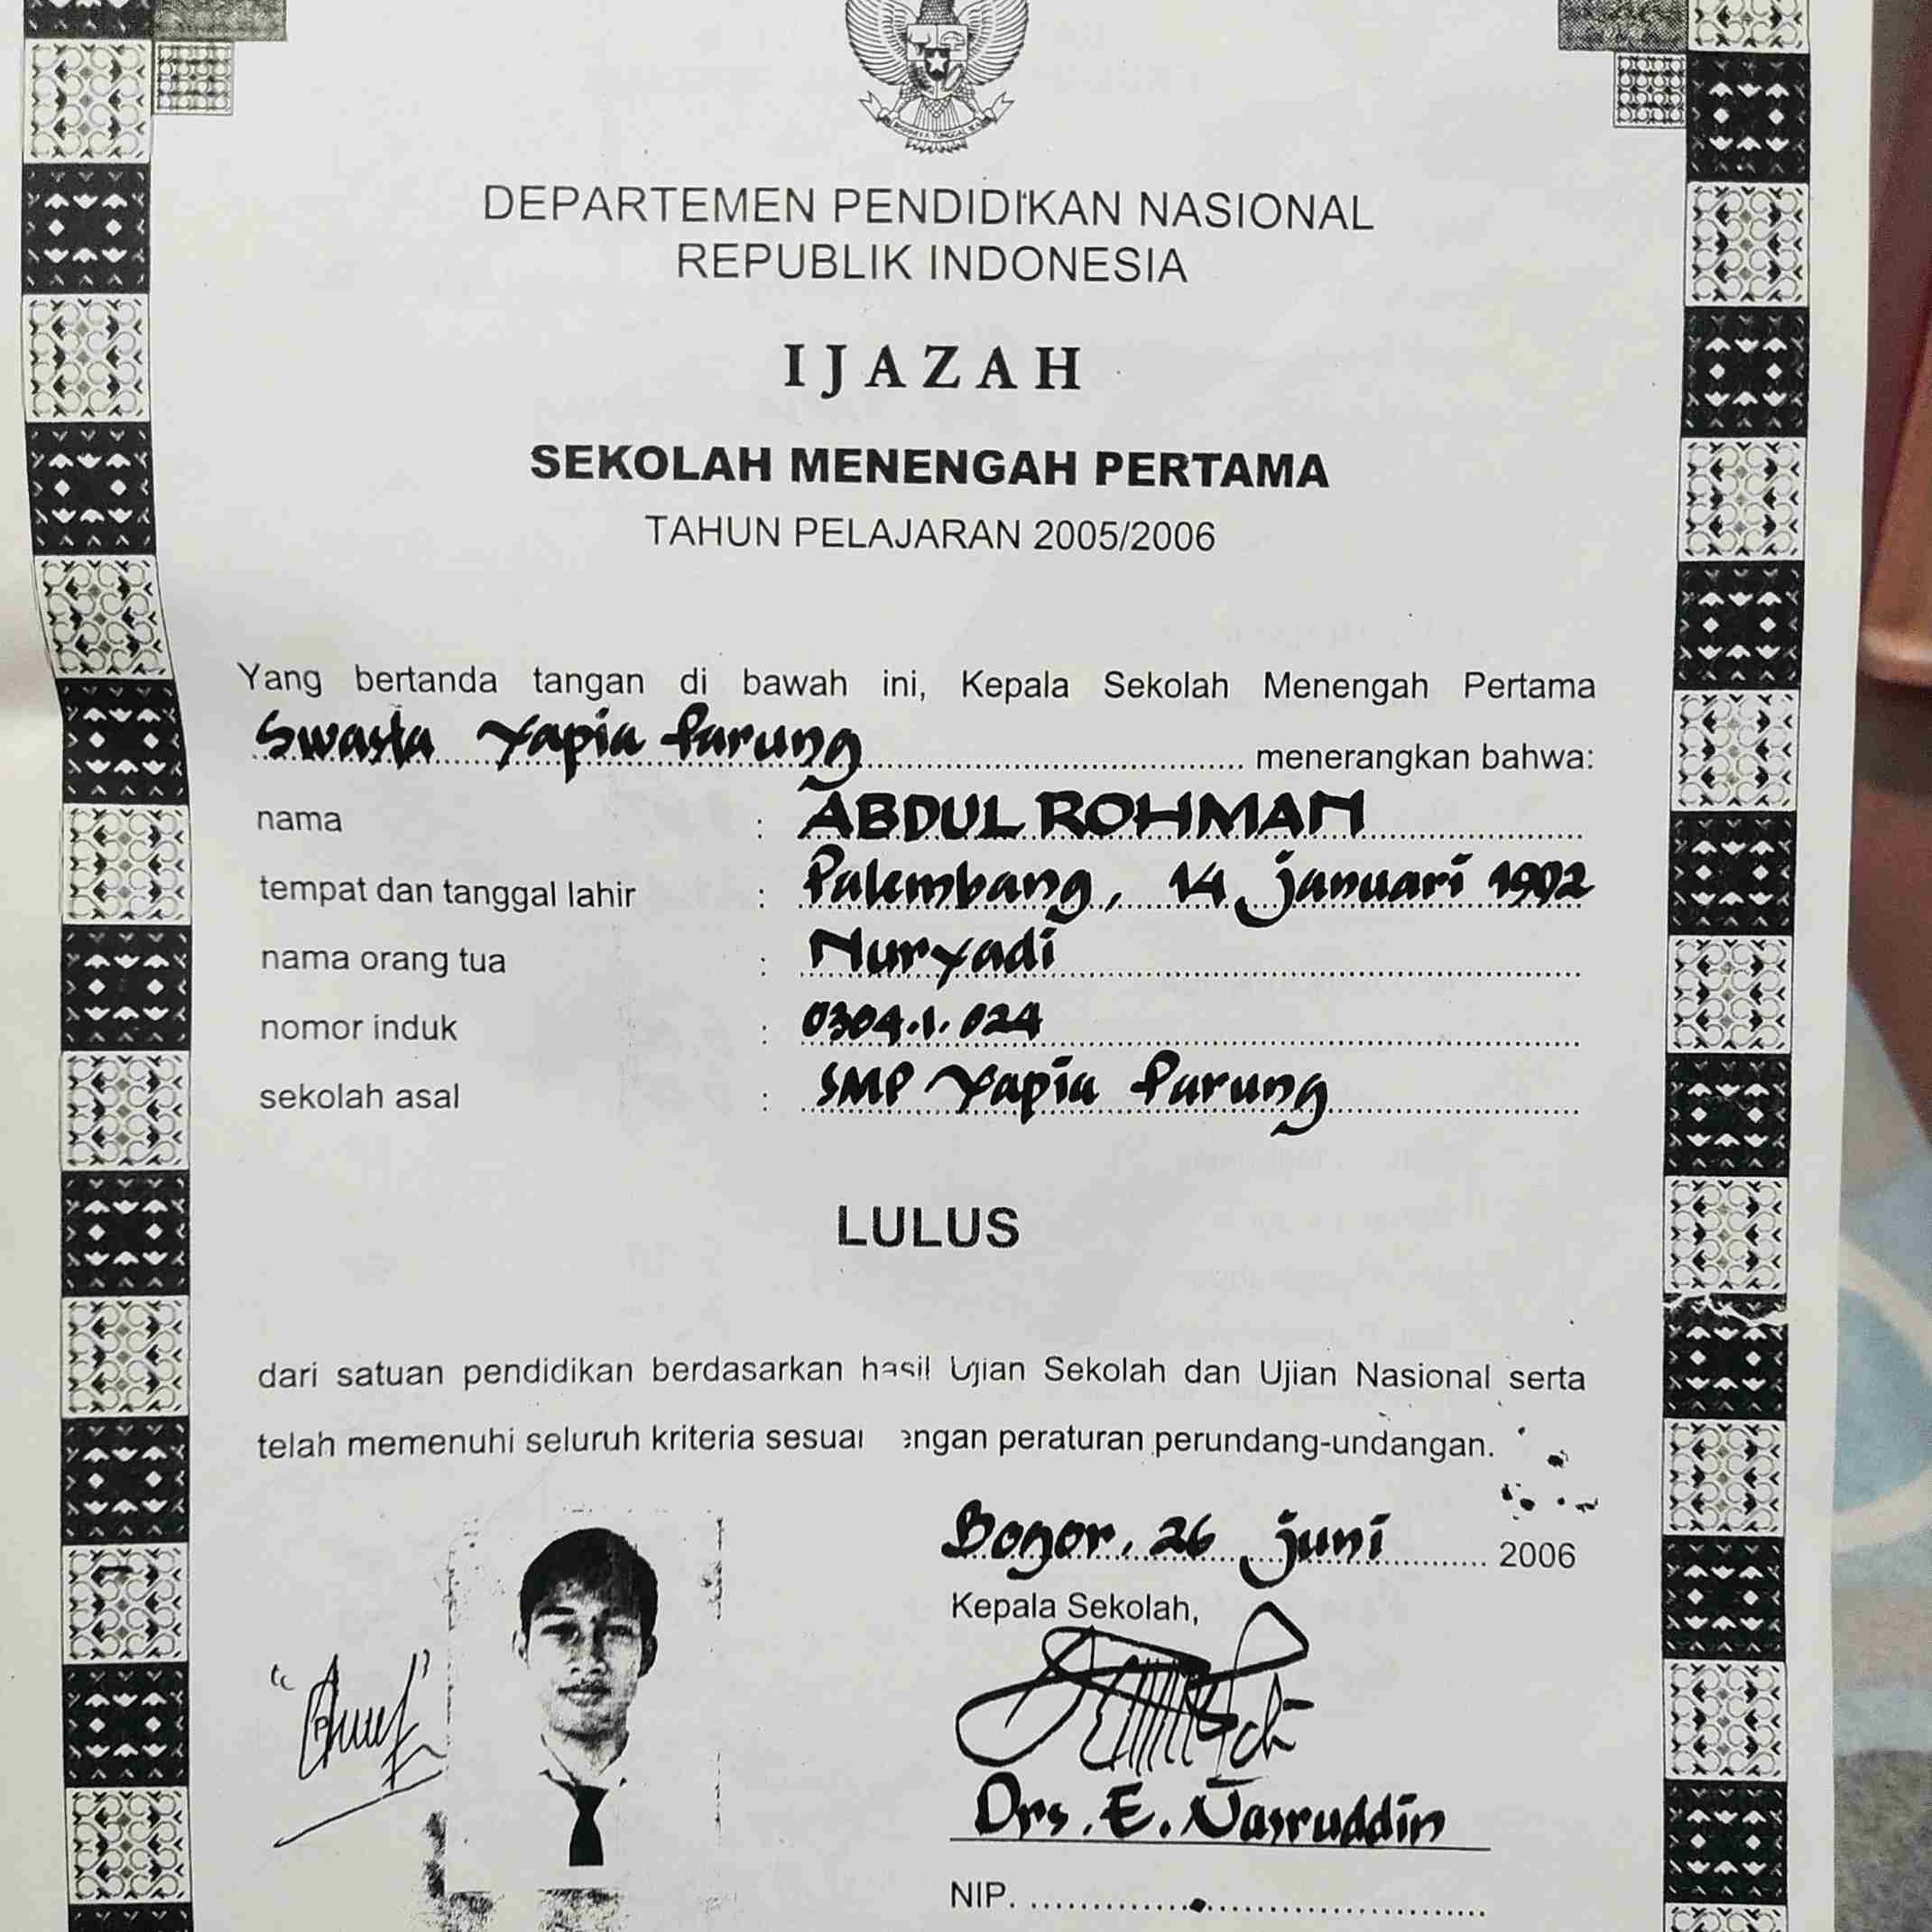 DEPARTEMEN PENDIDIKAN NASIONAL
REPUBLIK INDONESIA
IJAZAH
SEKOLAH MENENGAH PERTAMA
TAHUN PELAJARAN 2005/2006
Yang bertanda tangan di bawah ini, Kepala Sekolah Menengah Pertama
Swasta Yapia Parung menerangkan bahwa:
nama : ABDUL ROHMAN
tempat dan tanggal lahir : Palembang, 14 Januari 1902
nama orang tua : Nuryadi
nomor induk : 0304.1.024
sekolah asal : SMP Yapia Parung
LULUS
dari satuan pendidikan berdasarkan hasil Ujian Sekolah dan Ujian Nasional serta
telah memenuhi seluruh kriteria sesuai engan peraturan perundang-undangan.
Bogor, 26 Juni 2006
Kepala Sekolah,
Drs. E. Nasruddin
NIP.